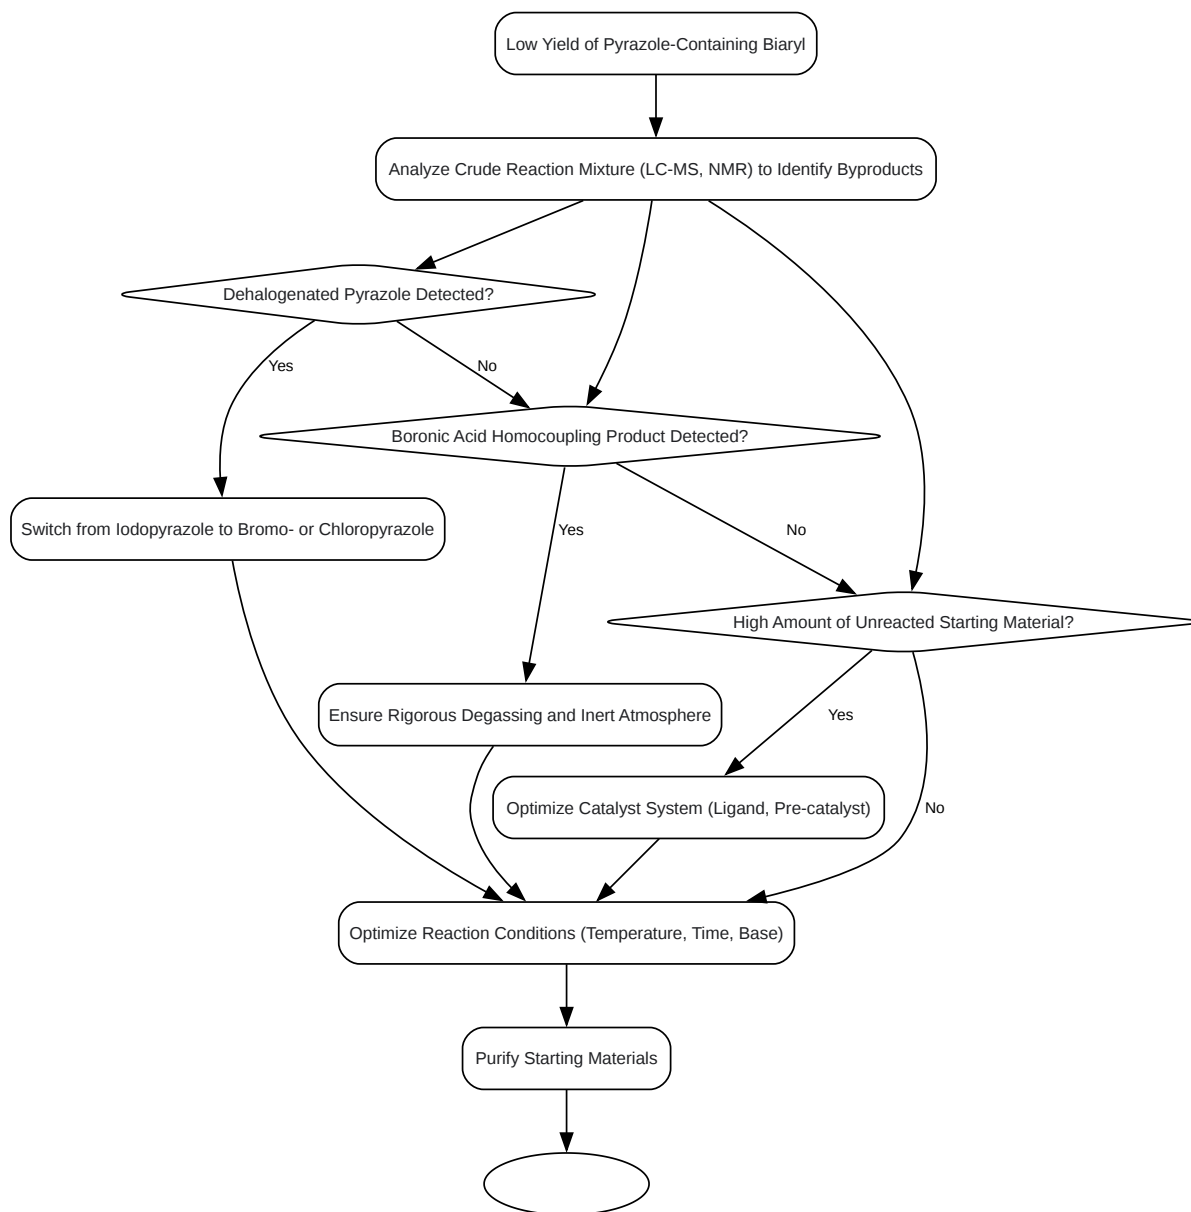 Low Yield of Pyrazole-Containing Biaryl
Analyze Crude Reaction Mixture (LC-MS, NMR) to Identify Byproducts
Dehalogenated Pyrazole Detected?
Yes
No
Boronic Acid Homocoupling Product Detected?
Switch from Iodopyrazole to Bromo- or Chloropyrazole
Yes
No
High Amount of Unreacted Starting Material?
Ensure Rigorous Degassing and Inert Atmosphere
Yes
Optimize Catalyst System (Ligand, Pre-catalyst)
No
Optimize Reaction Conditions (Temperature, Time, Base)
Purify Starting Materials